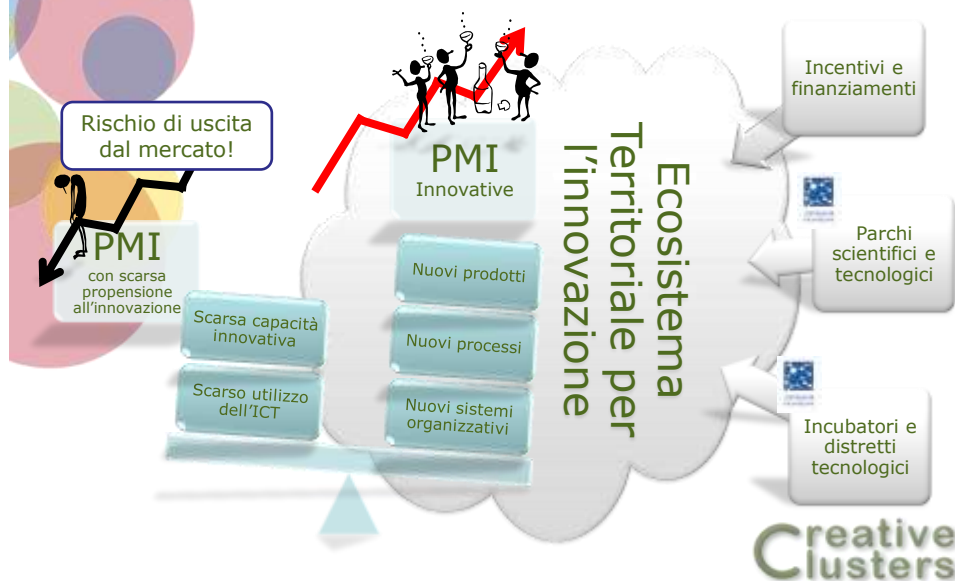 Rischio di uscita
dal mercato!
PMI
con scarsa
propensione
all'innovazione
Scarsa capacità
innovativa
Scarso utilizzo
dell'ICT
PMI
Innovative
Nuovi prodotti
Nuovi processi
Nuovi sistemi
organizzativi
Ecosistema
Territoriale per
l'innovazione
Incentivi e
finanziamenti
Parchi
scientifici e
tecnologici
Incubatori e
distretti
tecnologici
Creative
Clusters